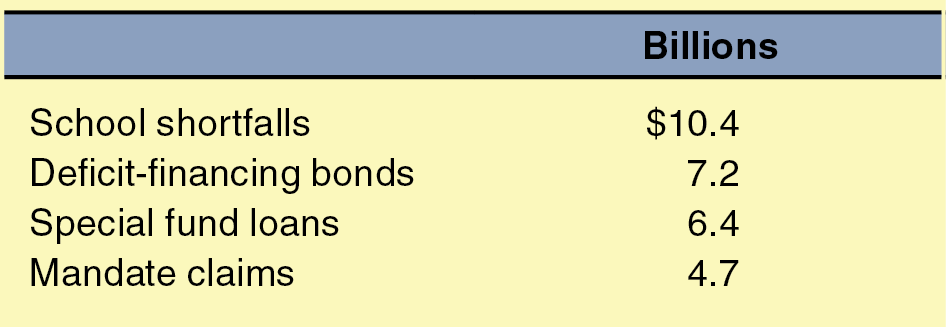 Billions
School shortfalls $10.4
Deficit-financing bonds 7.2
Special fund loans 6.4
Mandate claims 4.7